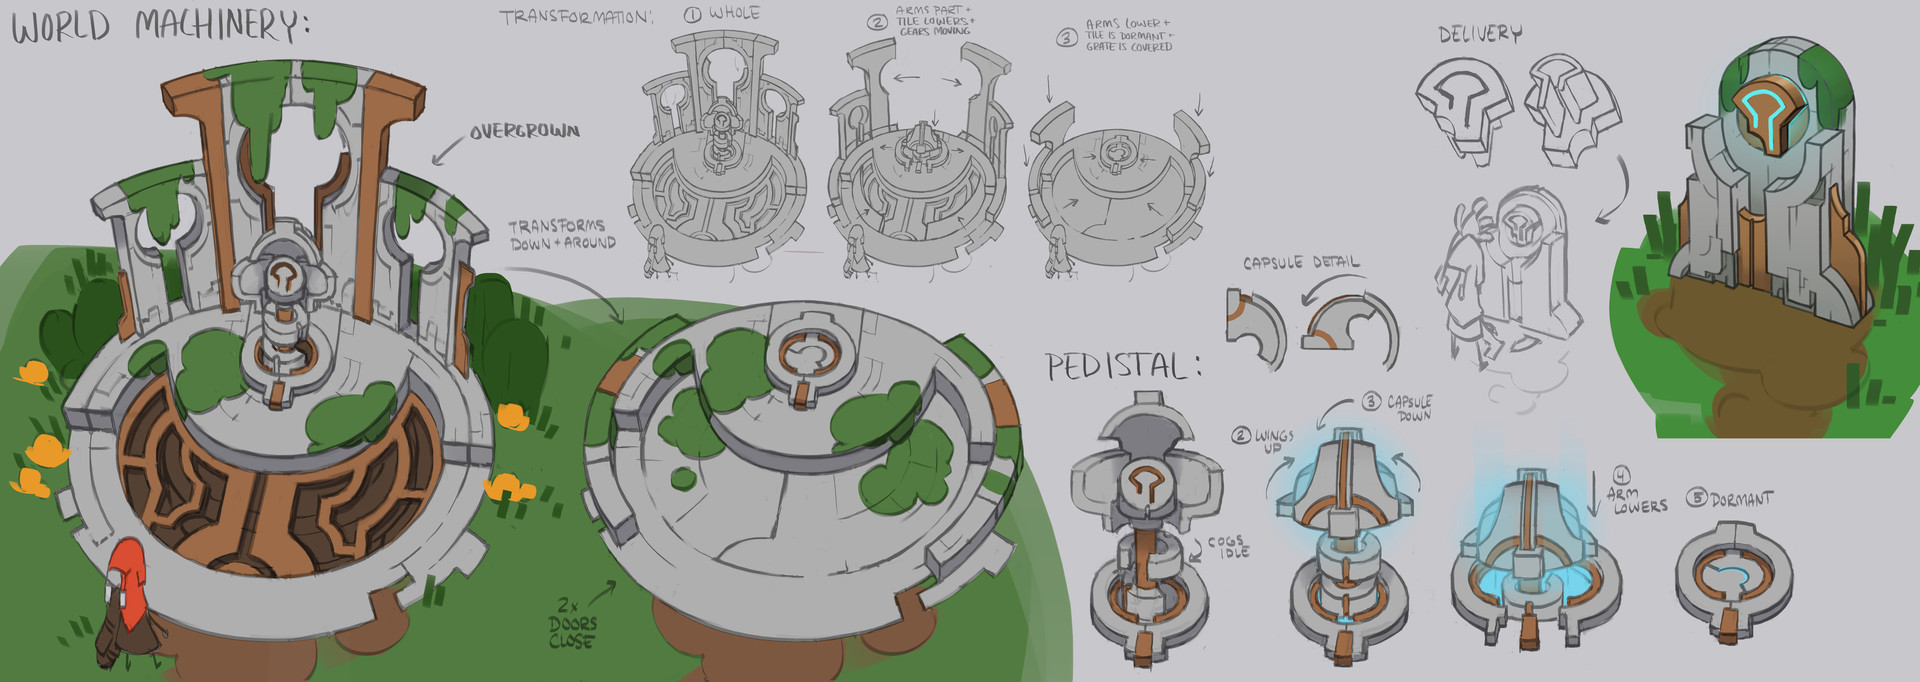 WORLD MACHINERY:
TRANSFORMATION:
① WHOLE
② ARMS PART +
TILE LOWERS +
GEARS MOVING
③ ARMS LOWER +
TILE IS DORMANT +
GRATE IS COVERED
OVERGROWN
TRANSFORMS
DOWN + AROUND
2x
DOORS
CLOSE
DELIVERY
CAPSULE DETAIL
PEDISTAL:
COGS
IDLE
② WINGS
UP
③ CAPSULE
DOWN
④
ARM
LOWERS
⑤ DORMANT